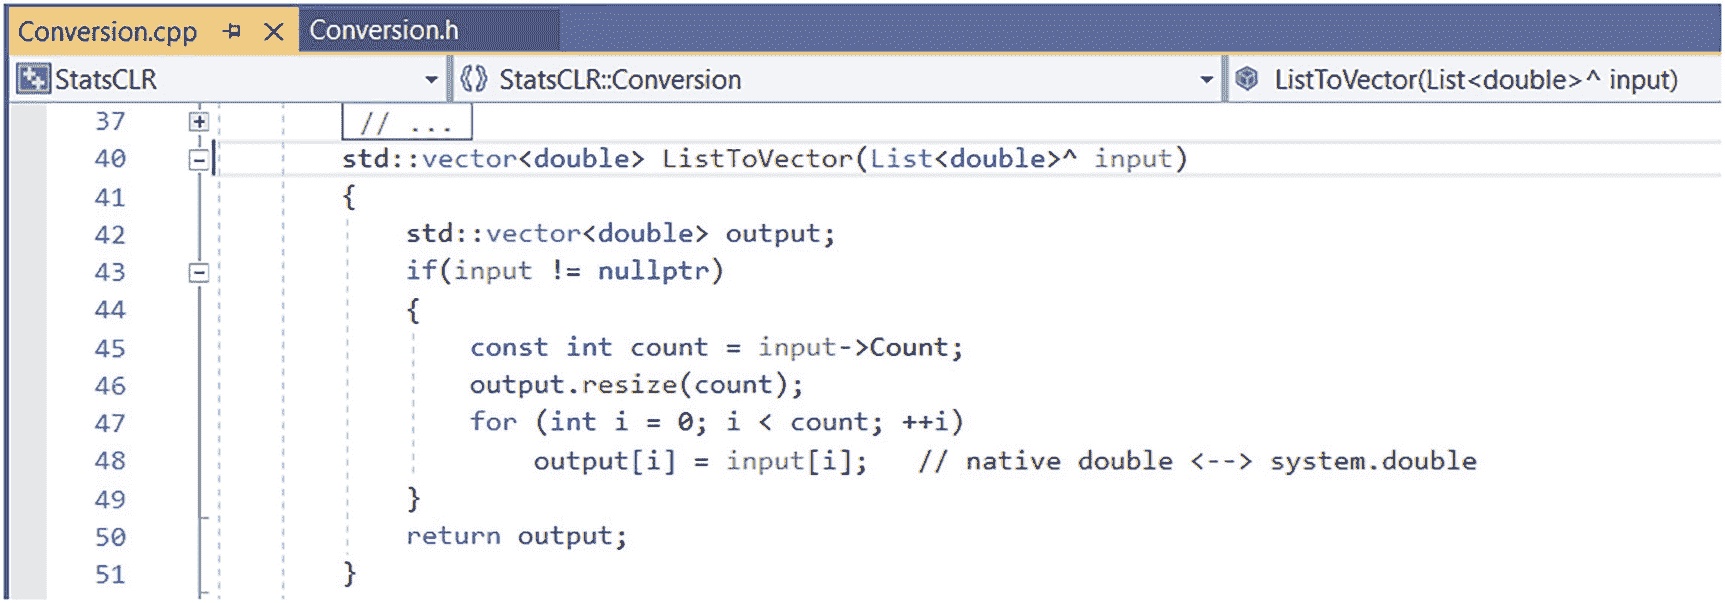 Conversion.cpp Conversion.h
StatsCLR StatsCLR::Conversion ListToVector(List<double>^ input)
37 // ...
40 std::vector<double> ListToVector(List<double>^ input)
41 {
42 std::vector<double> output;
43 if(input != nullptr)
44 {
45 const int count = input->Count;
46 output.resize(count);
47 for (int i = 0; i < count; ++i)
48 output[i] = input[i]; // native double <--> system.double
49 }
50 return output;
51 }